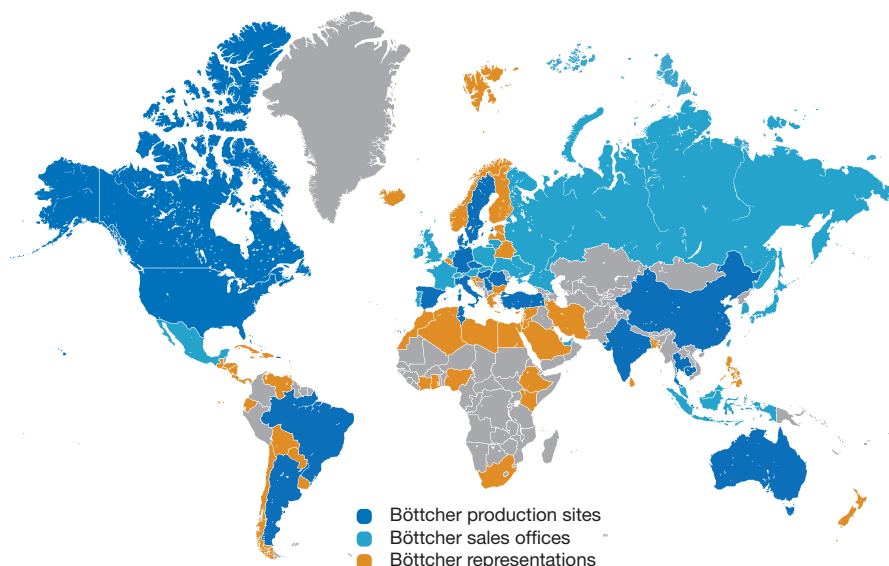 Böttcher production sites
Böttcher sales offices
Böttcher representations